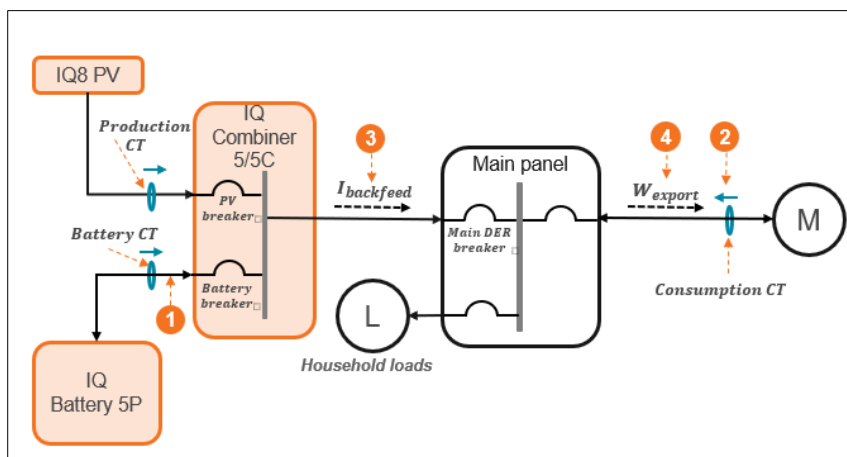 IQ8 PV
Production
CT
IQ
Combiner
5/5C
PV
breaker
Battery CT
Battery
breaker
1
IQ
Battery 5P
3
I backfeed
Main panel
Main DER
breaker
L
Household loads
4
2
W export
M
Consumption CT